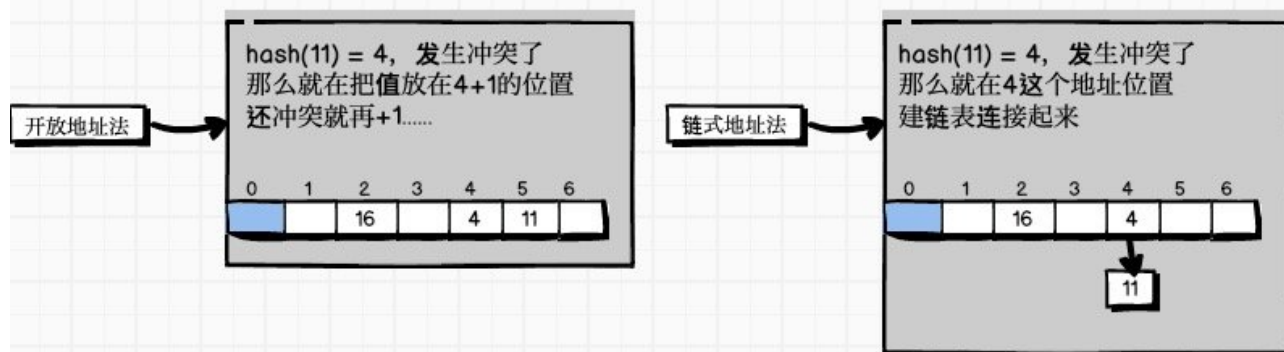 开放地址法
hash(11) = 4，发生冲突了
那么就在把值放在4+1的位置
还冲突就再+1......
0 1 2 3 4 5 6
16 4 11
链式地址法
hash(11) = 4，发生冲突了
那么就在4这个地址位置
建链表连接起来
0 1 2 3 4 5 6
16 4
11